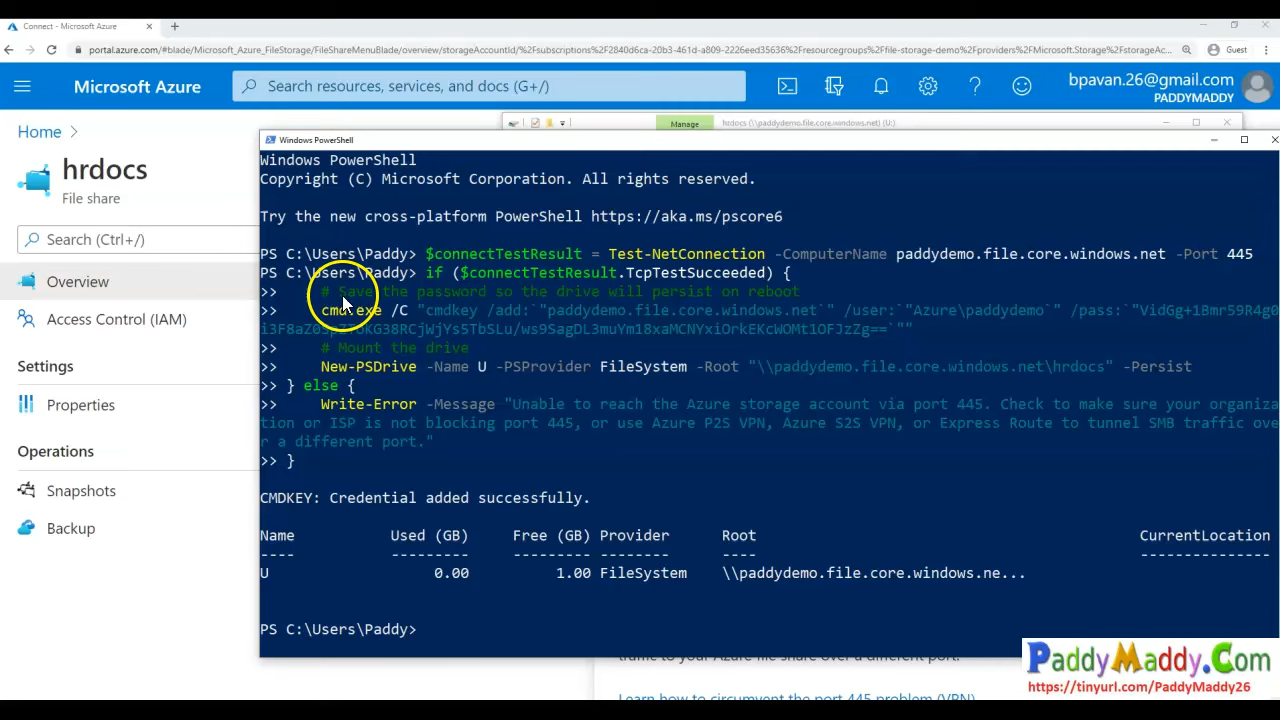 Connect - Microsoft Azure
portal.azure.com/#blade/Microsoft_Azure_FileStorage/FileShareMenuBlade/overview/storageAccountId/%2Fsubscriptions%2F2840d6ca-20b3-461d-a809-2226eed35636%2Fresourcegroups%2Ffile-storage-demo%2Fproviders%2FMicrosoft.Storage%2FstorageAc...
Guest
Microsoft Azure
Search resources, services, and docs (G+/)
bpavan.26@gmail.com
PADDYMADDY
Home
Manage
hrdocs (\\paddydemo.file.core.windows.net) (U:)
hrdocs
File share
Search (Ctrl+/)
Overview
Access Control (IAM)
Settings
Properties
Operations
Snapshots
Backup
Windows PowerShell
Windows PowerShell
Copyright (C) Microsoft Corporation. All rights reserved.
Try the new cross-platform PowerShell https://aka.ms/pscore6
PS C:\Users\Paddy> $connectTestResult = Test-NetConnection -ComputerName paddydemo.file.core.windows.net -Port 445
PS C:\Users\Paddy> if ($connectTestResult.TcpTestSucceeded) {
>> # Save the password so the drive will persist on reboot
>> cmd.exe /C "cmdkey /add:`"paddydemo.file.core.windows.net`" /user:`"Azure\paddydemo`" /pass:`"
>> # Mount the drive
>> New-PSDrive -Name U -PSProvider FileSystem -Root "\\paddydemo.file.core.windows.net\hrdocs" -Persist
>> } else {
>> Write-Error -Message "Unable to reach the Azure storage account via port 445. Check to make sure your organiza
tion or ISP is not blocking port 445, or use Azure P2S VPN, Azure S2S VPN, or Express Route to tunnel SMB traffic ove
r a different port."
>> }
CMDKEY: Credential added successfully.
Name Used (GB) Free (GB) Provider Root CurrentLocation
---- --------- --------- -------- ---- ---------------
U 0.00 1.00 FileSystem \\paddydemo.file.core.windows.ne...
PS C:\Users\Paddy>
traffic to your Azure file share over a different port.
Learn how to circumvent the port 445 problem (VPN)
PaddyMaddy.Com
https://tinyurl.com/PaddyMaddy26